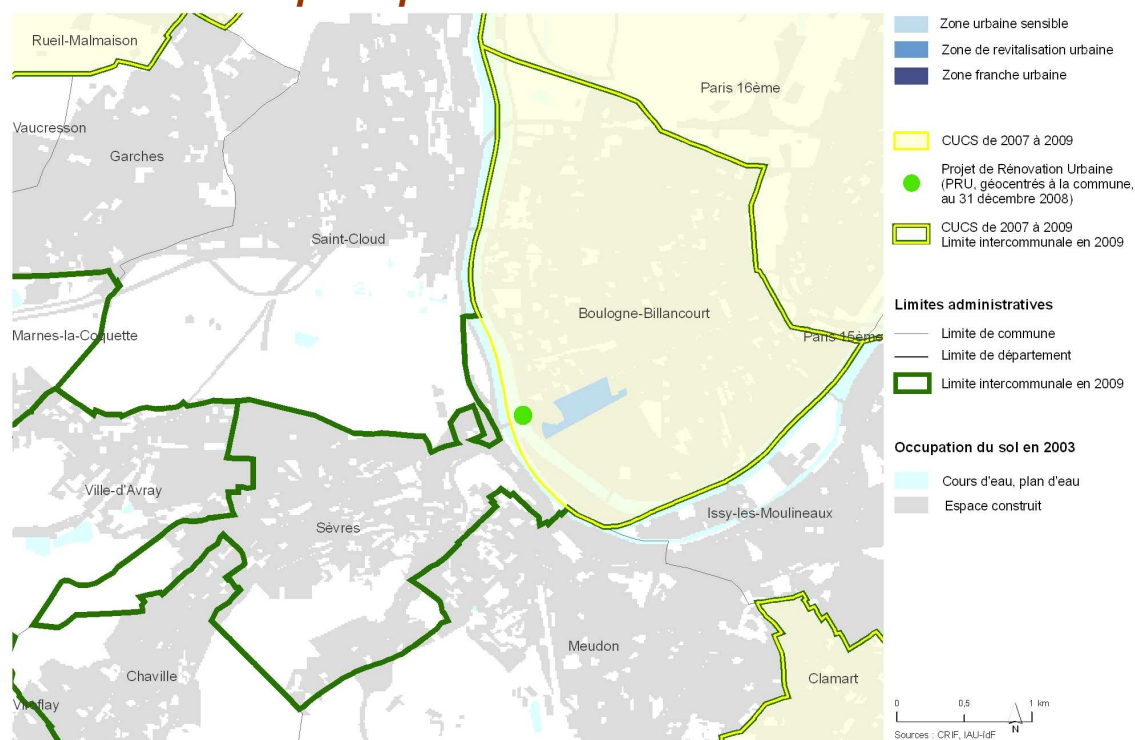 Rueil-Malmaison
Paris 16ème
Vaucresson
Garches
Saint-Cloud
Boulogne-Billancourt
Marnes-la-Coquette
Paris 15ème
Ville-d'Avray
Sèvres
Issy-les-Moulineaux
Meudon
Chaville
Clamart
Viroflay
Zone urbaine sensible
Zone de revitalisation urbaine
Zone franche urbaine
CUCS de 2007 à 2009
Projet de Rénovation Urbaine
(PRU, géocentrés à la commune,
au 31 décembre 2008)
CUCS de 2007 à 2009
Limite intercommunale en 2009
Limites administratives
Limite de commune
Limite de département
Limite intercommunale en 2009
Occupation du sol en 2003
Cours d'eau, plan d'eau
Espace construit
0 0,5 1 km
N
Sources : CRIF, IAU-îdF